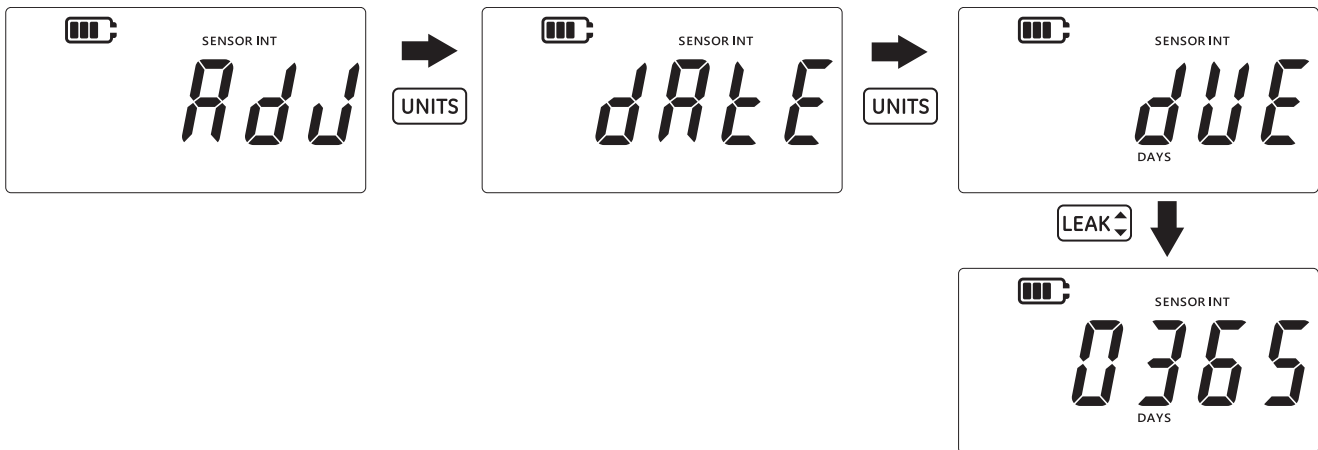 SENSOR INT
Adj
UNITS
SENSOR INT
dAtE
UNITS
SENSOR INT
dUE
DAYS
LEAK
SENSOR INT
0365
DAYS